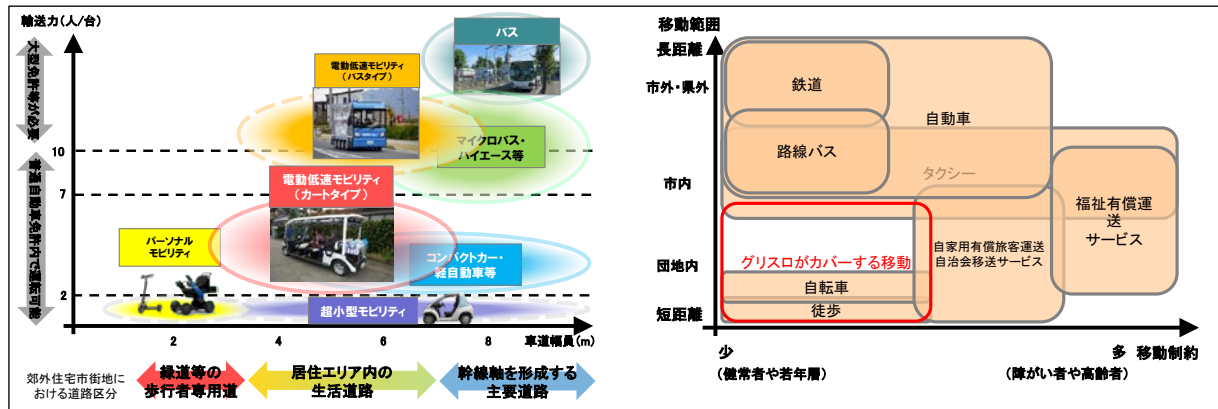 輸送力(人/台)
大型免許等が必要
普通自動車免許内で運転可能
10
7
2
バス
電動低速モビリティ
(バスタイプ)
マイクロバス・
ハイエース等
電動低速モビリティ
(カートタイプ)
パーソナル
モビリティ
コンパクトカー・
軽自動車等
超小型モビリティ
2
4
6
8
車道幅員(m)
郊外住宅市街地に
おける道路区分
緑道等の
歩行者専用道
居住エリア内の
生活道路
幹線軸を形成する
主要道路
移動範囲
長距離
市外・県外
市内
団地内
短距離
鉄道
自動車
路線バス
タクシー
福祉有償運
送
サービス
自家用有償旅客運送
自治会移送サービス
グリスロがカバーする移動
自転車
徒歩
少
多 移動制約
(健常者や若年層)
(障がい者や高齢者)